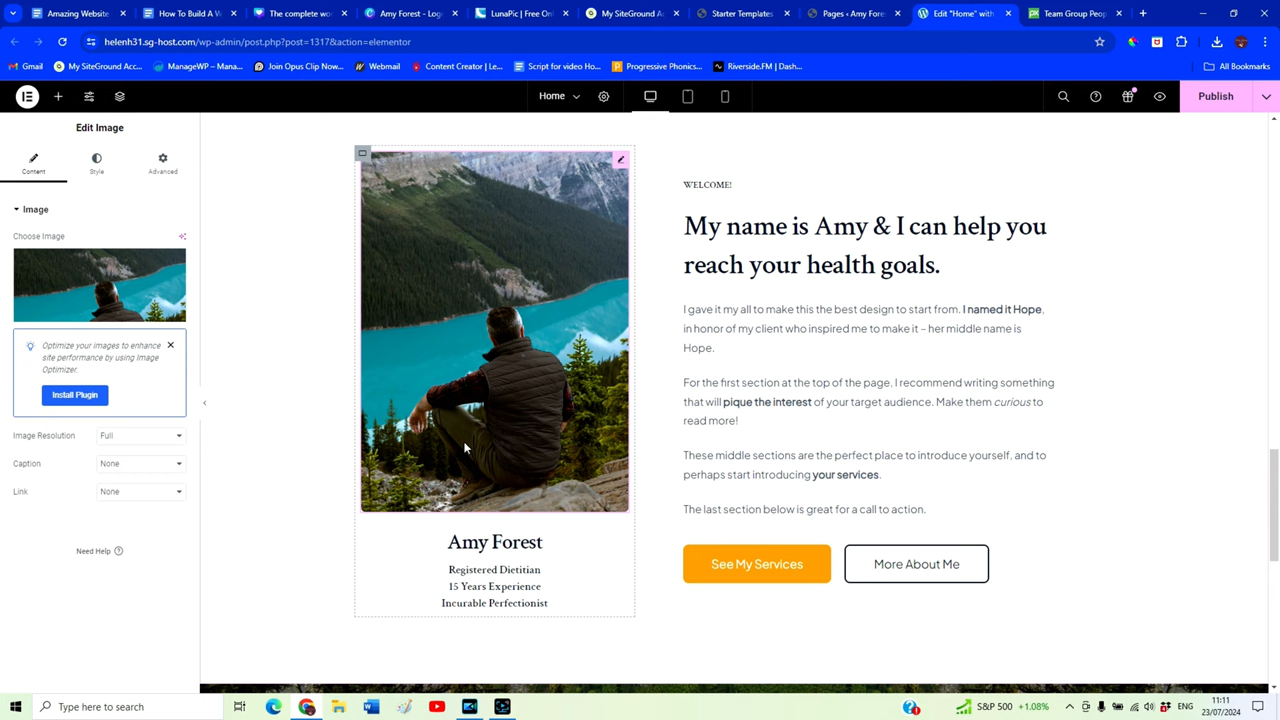 Amazing Website
How To Build A W
The complete wo
Amy Forest - Log
LunaPic | Free On
My SiteGround Ac
Starter Templates
Pages ‹ Amy Fore
Edit "Home" with
Team Group Peop
helenh31.sg-host.com/wp-admin/post.php?post=1317&action=elementor
Gmail
My SiteGround Acc...
ManageWP – Mana...
Join Opus Clip Now...
Webmail
Content Creator | Le...
Script for video Ho...
Progressive Phonics...
Riverside.FM | Dash...
All Bookmarks
Home
Publish
Edit Image
Content
Style
Advanced
Image
Choose Image
Optimize your images to enhance
site performance by using Image
Optimizer.
Install Plugin
Image Resolution
Full
Caption
None
Link
None
Need Help
Amy Forest
Registered Dietitian
15 Years Experience
Incurable Perfectionist
WELCOME!
My name is Amy & I can help you
reach your health goals.
I gave it my all to make this the best design to start from. I named it Hope,
in honor of my client who inspired me to make it – her middle name is
Hope.
For the first section at the top of the page, I recommend writing something
that will pique the interest of your target audience. Make them curious to
read more!
These middle sections are the perfect place to introduce yourself, and to
perhaps start introducing your services.
The last section below is great for a call to action.
See My Services
More About Me
Type here to search
S&P 500 +1.08%
ENG
11:11
23/07/2024